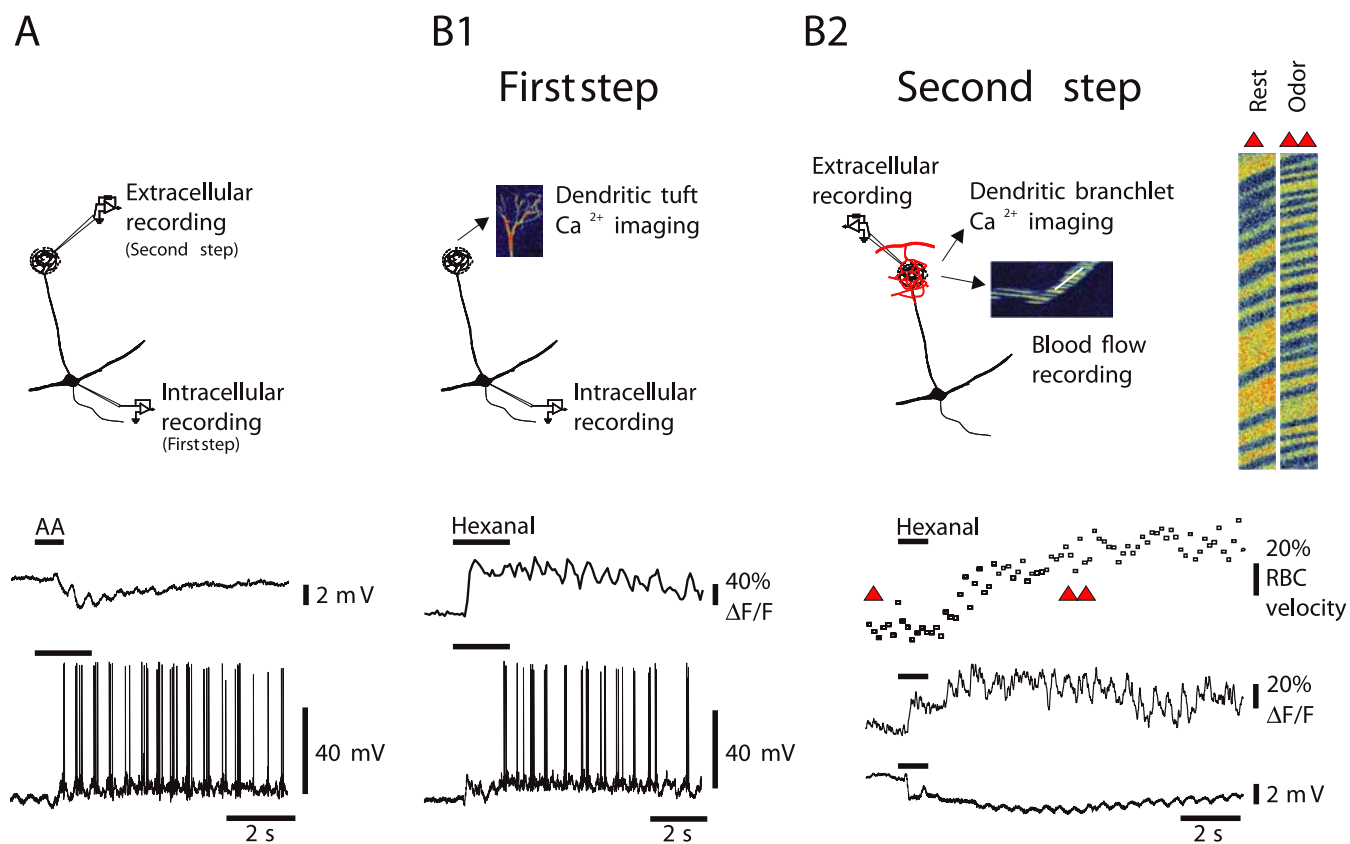 A
B1
B2
First step
Second step
Rest
Odor
Extracellular
recording
(Second step)
Intracellular
recording
(First step)
Dendritic tuft
Ca 2+ imaging
Intracellular
recording
Extracellular
recording
Dendritic branchlet
Ca 2+ imaging
Blood flow
recording
AA
2 mV
40 mV
2 s
Hexanal
40%
ΔF/F
40 mV
2 s
Hexanal
20%
RBC
velocity
20%
ΔF/F
2 mV
2 s